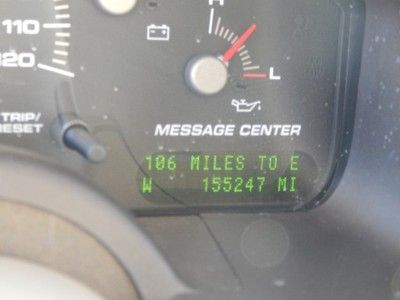 110
120
H
L
TRIP/
RESET
MESSAGE CENTER
106 MILES TO E
W 155247 MI